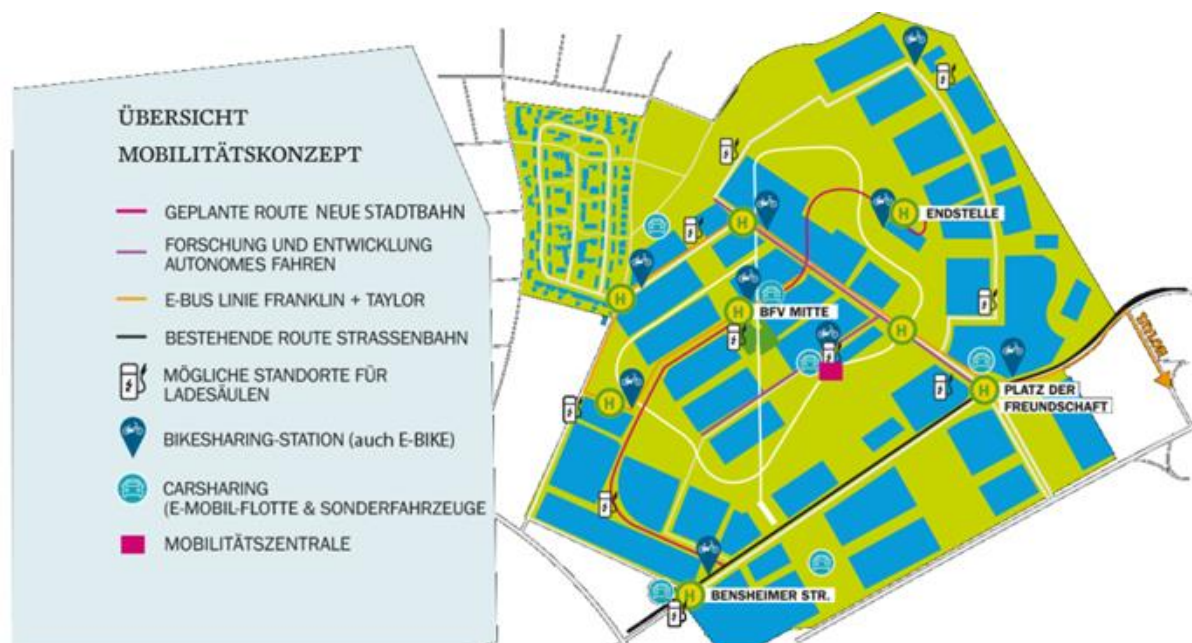 ÜBERSICHT
MOBILITÄTSKONZEPT
GEPLANTE ROUTE NEUE STADTBAHN
FORSCHUNG UND ENTWICKLUNG
AUTONOMES FAHREN
E-BUS LINIE FRANKLIN + TAYLOR
BESTEHENDE ROUTE STRASSENBAHN
MÖGLICHE STANDORTE FÜR
LADESÄULEN
BIKESHARING-STATION (auch E-BIKE)
CARSHARING
(E-MOBIL-FLOTTE & SONDERFAHRZEUGE
MOBILITÄTSZENTRALE
H
ENDSTELLE
H
H
H
BFV MITTE
H
TAYLOR
H
H
PLATZ DER
FREUNDSCHAFT
H
BENSHEIMER STR.